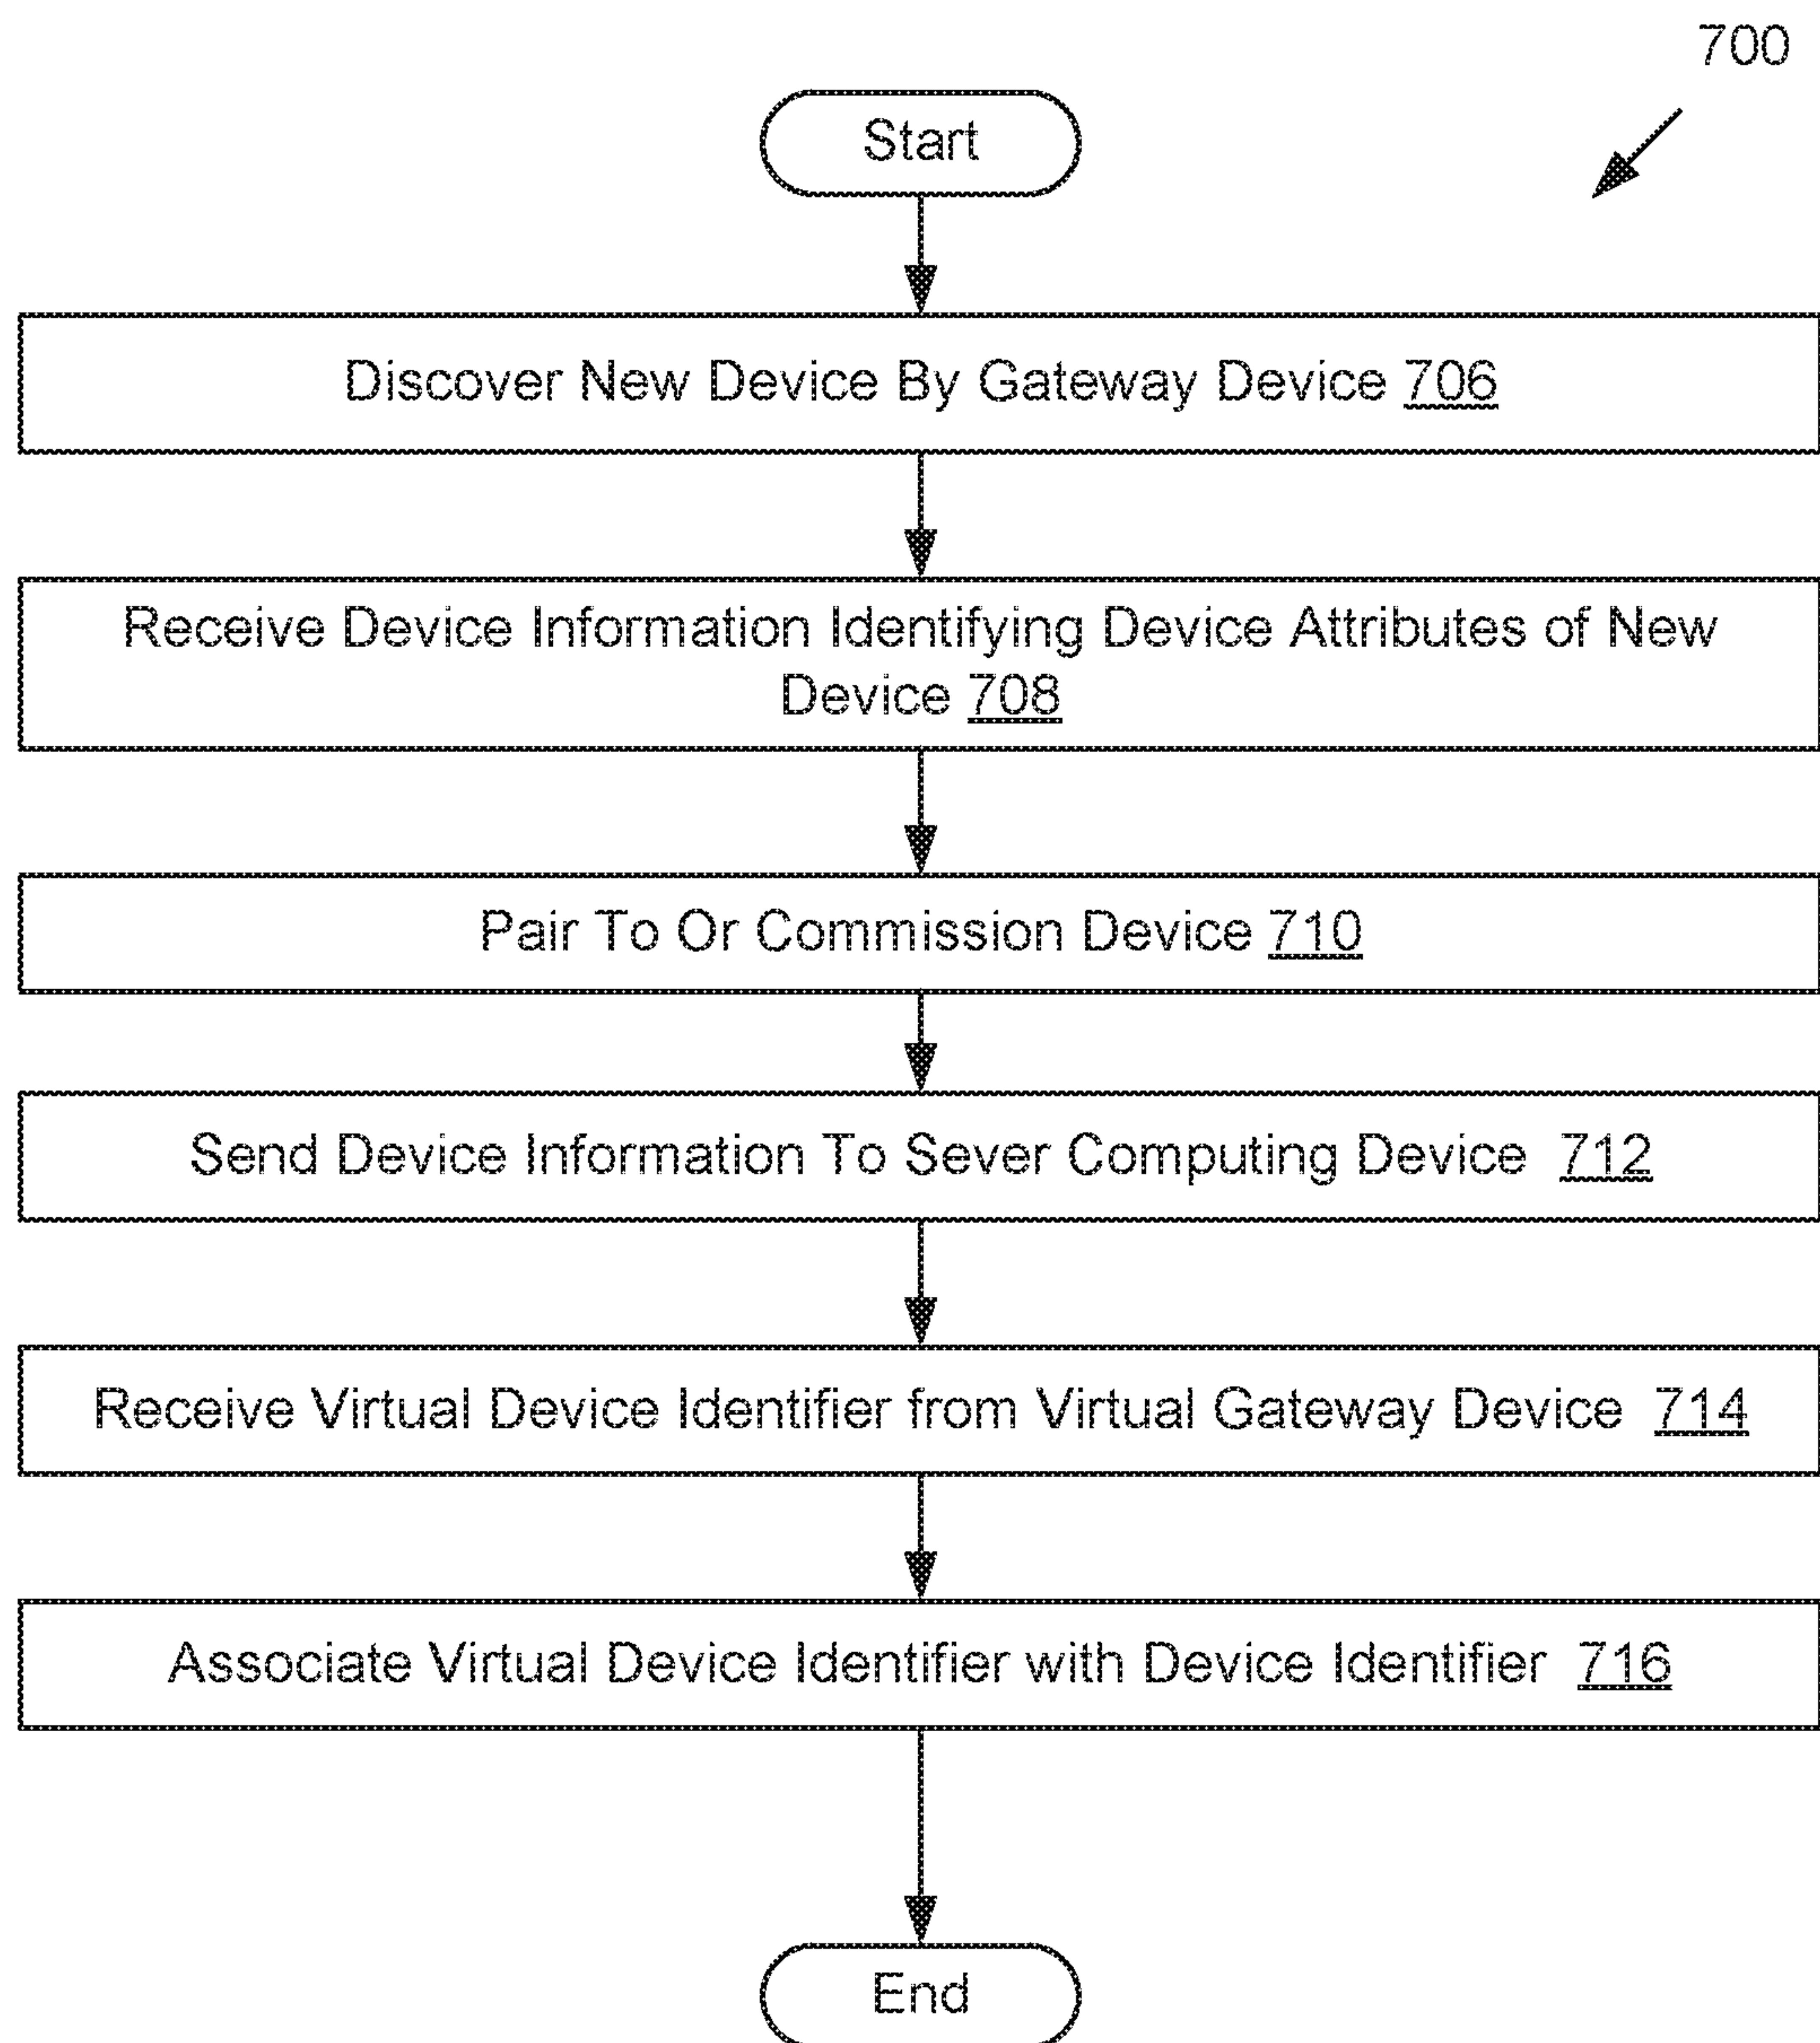 700
Start
Discover New Device By Gateway Device 706
Receive Device Information Identifying Device Attributes of New
Device 708
Pair To Or Commission Device 710
Send Device Information To Sever Computing Device 712
Receive Virtual Device Identifier from Virtual Gateway Device 714
Associate Virtual Device Identifier with Device Identifier 716
End